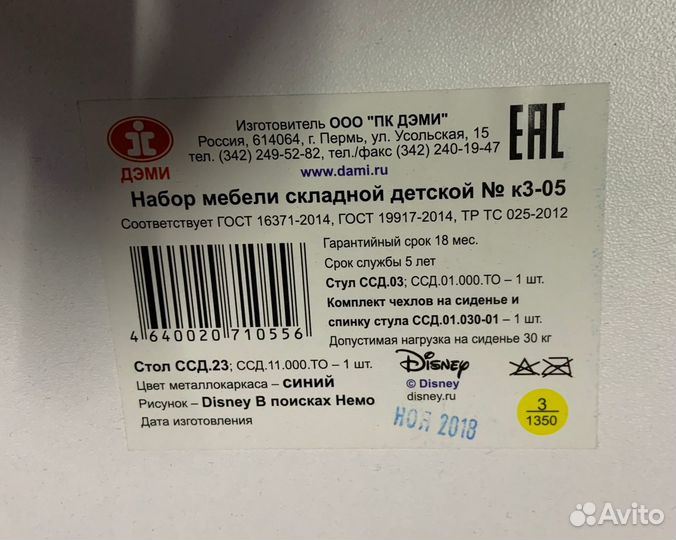 Изготовитель ООО "ПК ДЭМИ"
Россия, 614064, г. Пермь, ул. Усольская, 15
тел. (342) 249-52-82, тел./факс (342) 240-19-47
www.dami.ru
ДЭМИ
EAC
Набор мебели складной детской № к3-05
Соответствует ГОСТ 16371-2014, ГОСТ 19917-2014, ТР ТС 025-2012
Гарантийный срок 18 мес.
Срок службы 5 лет
Стул ССД.03; ССД.01.000.ТО – 1 шт.
Комплект чехлов на сиденье и
спинку стула ССД.01.030-01 – 1 шт.
Допустимая нагрузка на сиденье 30 кг
4 640020 710556
Стол ССД.23; ССД.11.000.ТО – 1 шт.
Цвет металлокаркаса – СИНИЙ
Рисунок – Disney В поисках Немо
Дата изготовления
Disney
© Disney
disney.ru
НОЯ 2018
3
1350
Avito